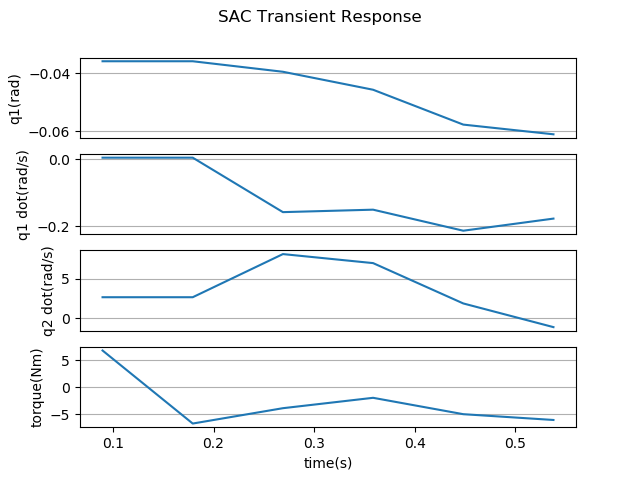 SAC Transient Response
q1(rad)
−0.04
−0.06
q1 dot(rad/s)
0.0
−0.2
q2 dot(rad/s)
5
0
torque(Nm)
5
0
−5
0.1 0.2 0.3 0.4 0.5
time(s)